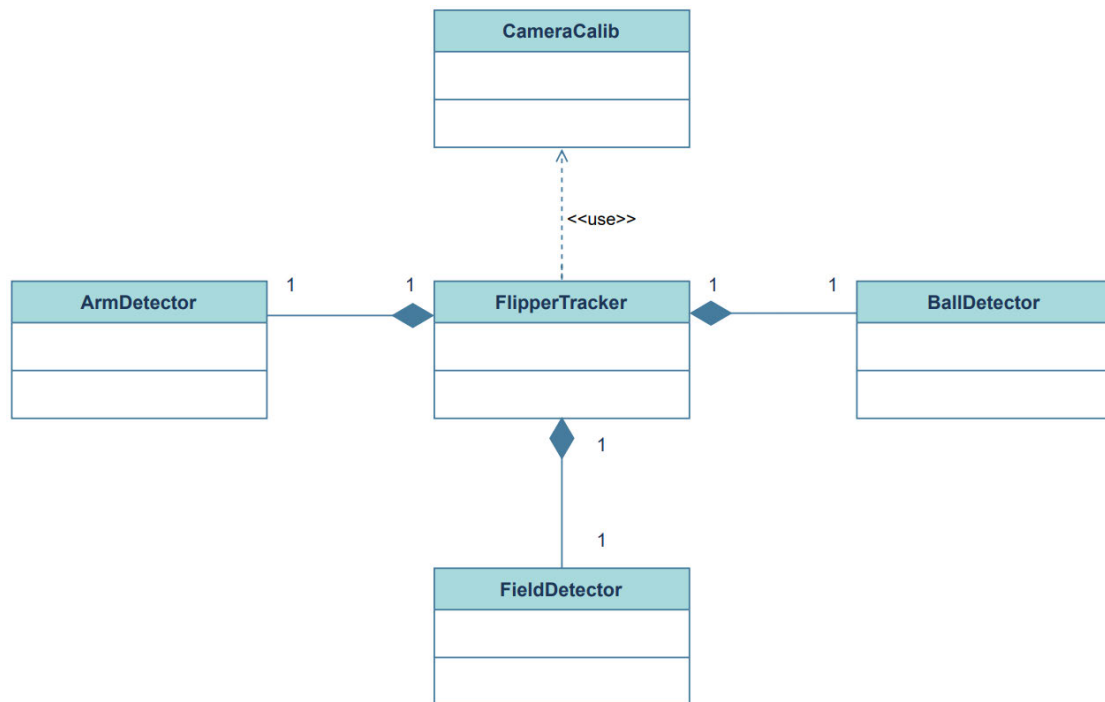 CameraCalib
<<use>>
1
1
1
1
ArmDetector
FlipperTracker
BallDetector
1
1
FieldDetector